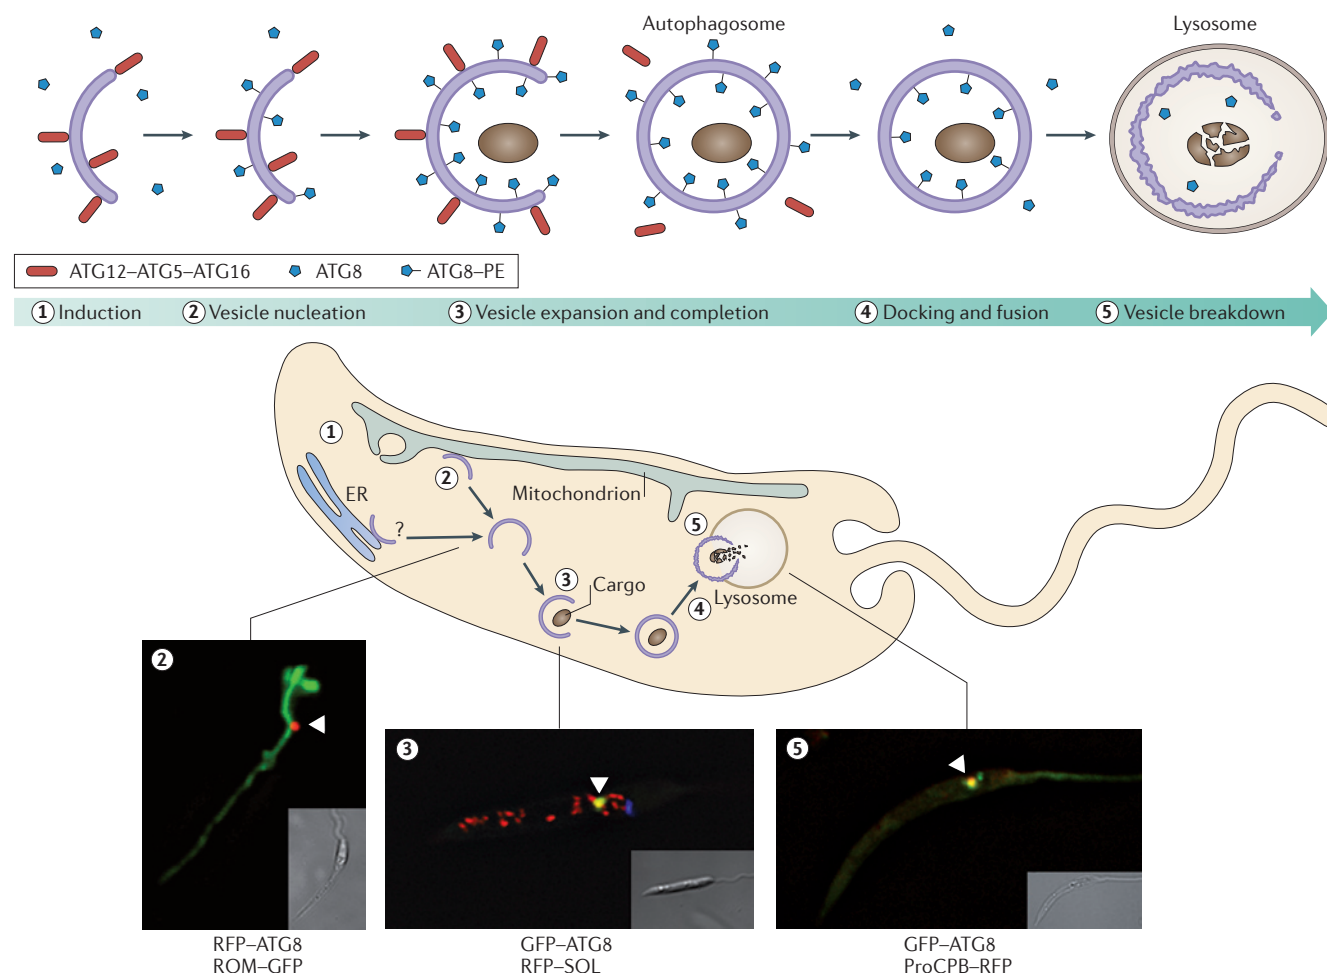 Autophagosome
Lysosome
ATG12–ATG5–ATG16
ATG8
ATG8–PE
1 Induction
2 Vesicle nucleation
3 Vesicle expansion and completion
4 Docking and fusion
5 Vesicle breakdown
1
2
ER
?
Mitochondrion
5
3
Cargo
4
Lysosome
2
3
5
RFP–ATG8
ROM–GFP
GFP–ATG8
RFP–SQL
GFP–ATG8
ProCPB–RFP